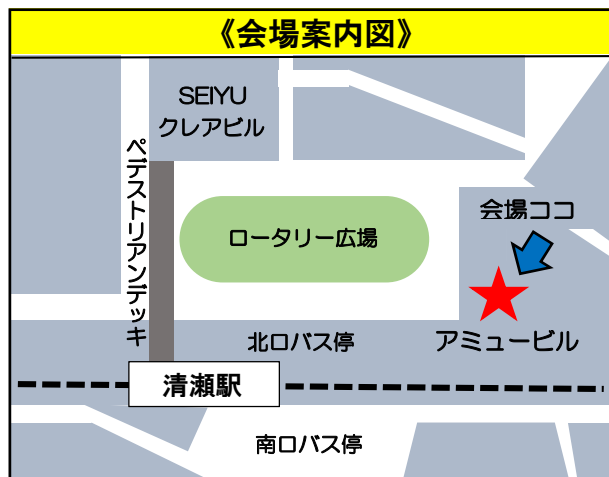 《会場案内図》
SEIYU
クレアビル
ペデストリアンデッキ
会場ココ
ロータリー広場
北口バス停
アミュービル
清瀬駅
南口バス停